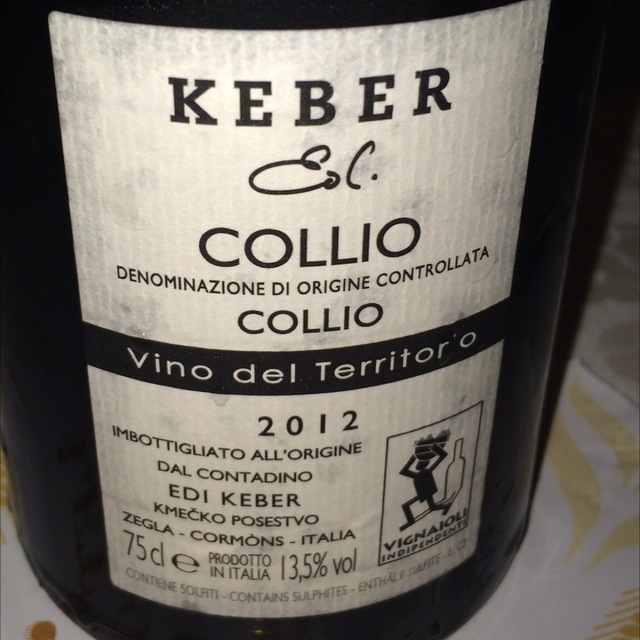 KEBER
Ed.
COLLIO
DENOMINAZIONE DI ORIGINE CONTROLLATA
COLLIO
Vino del Territorio
2012
IMBOTTIGLIATO ALL'ORIGINE
DAL CONTADINO
EDI KEBER
KMEČKO POSESTVO
ZEGLA - CORMÒNS - ITALIA
75 cl e PRODOTTO IN ITALIA 13,5% vol
VIGNAIOLI
INDIPENDENTI
CONTIENE SOLFITI - CONTAINS SULPHITES - ENTHÄLT SULFITE - L.